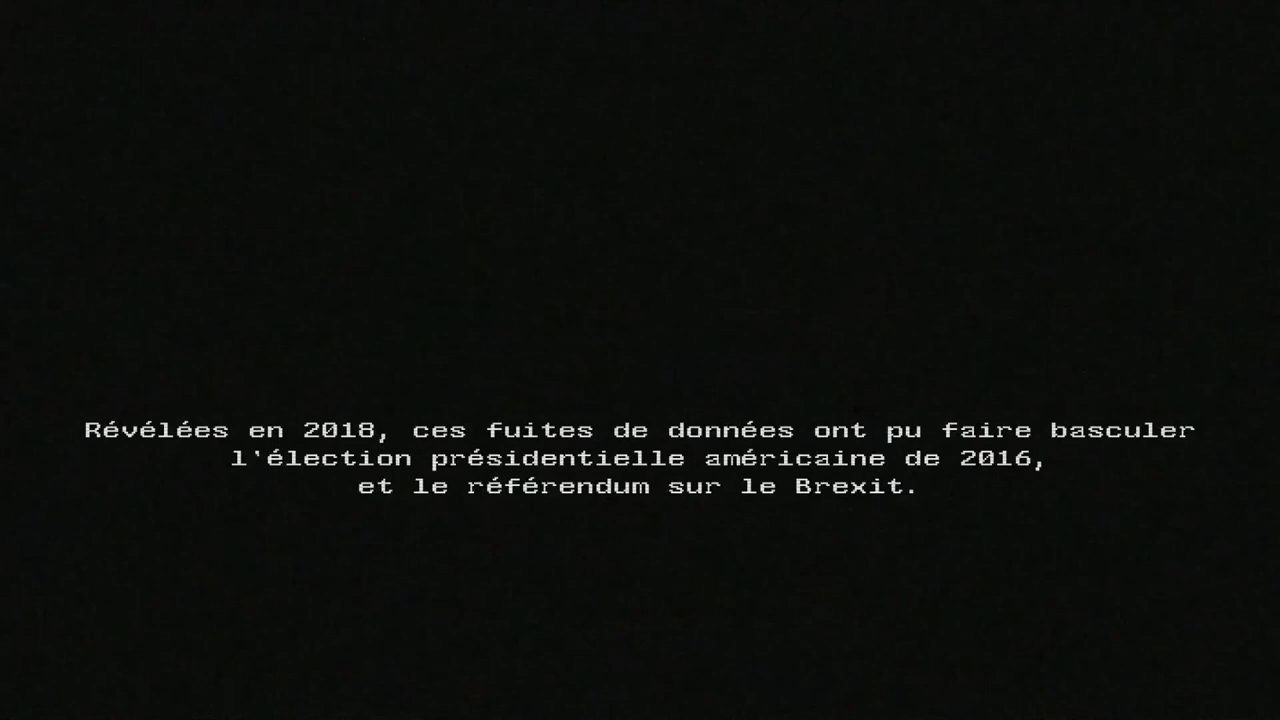 Révélées en 2018, ces fuites de données ont pu faire basculer
l'élection présidentielle américaine de 2016,
et le référendum sur le Brexit.